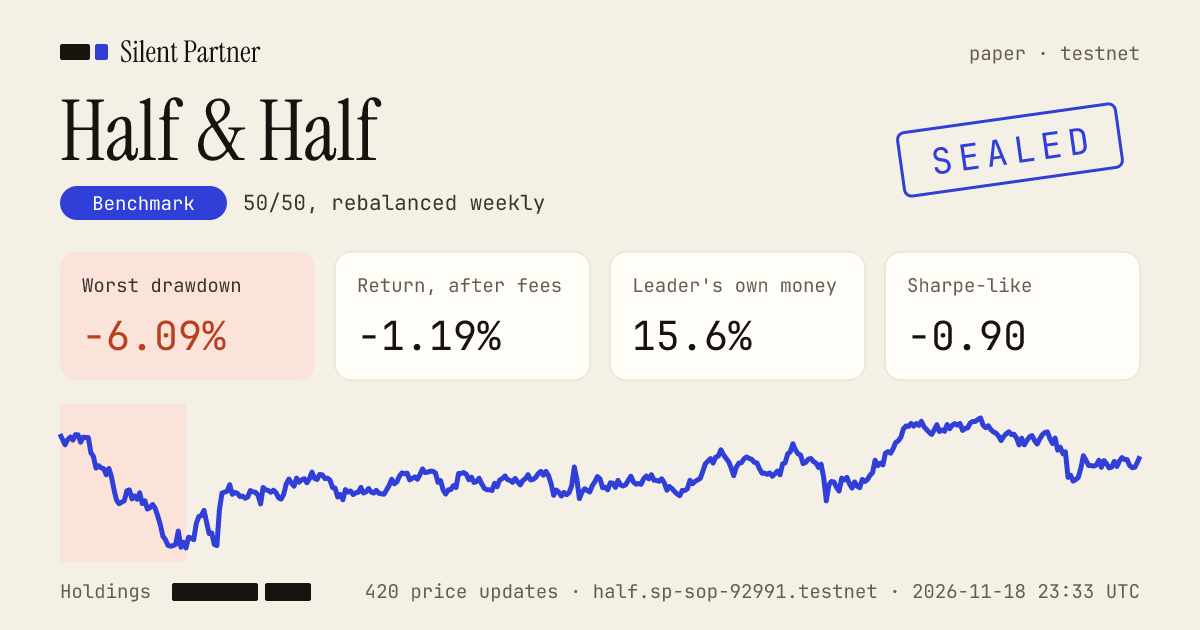 Silent Partner
paper · testnet
Half & Half
SEALED
Benchmark
50/50, rebalanced weekly
Worst drawdown
-6.09%
Return, after fees
-1.19%
Leader's own money
15.6%
Sharpe-like
-0.90
Holdings
420 price updates · half.sp-sop-92991.testnet · 2026-11-18 23:33 UTC